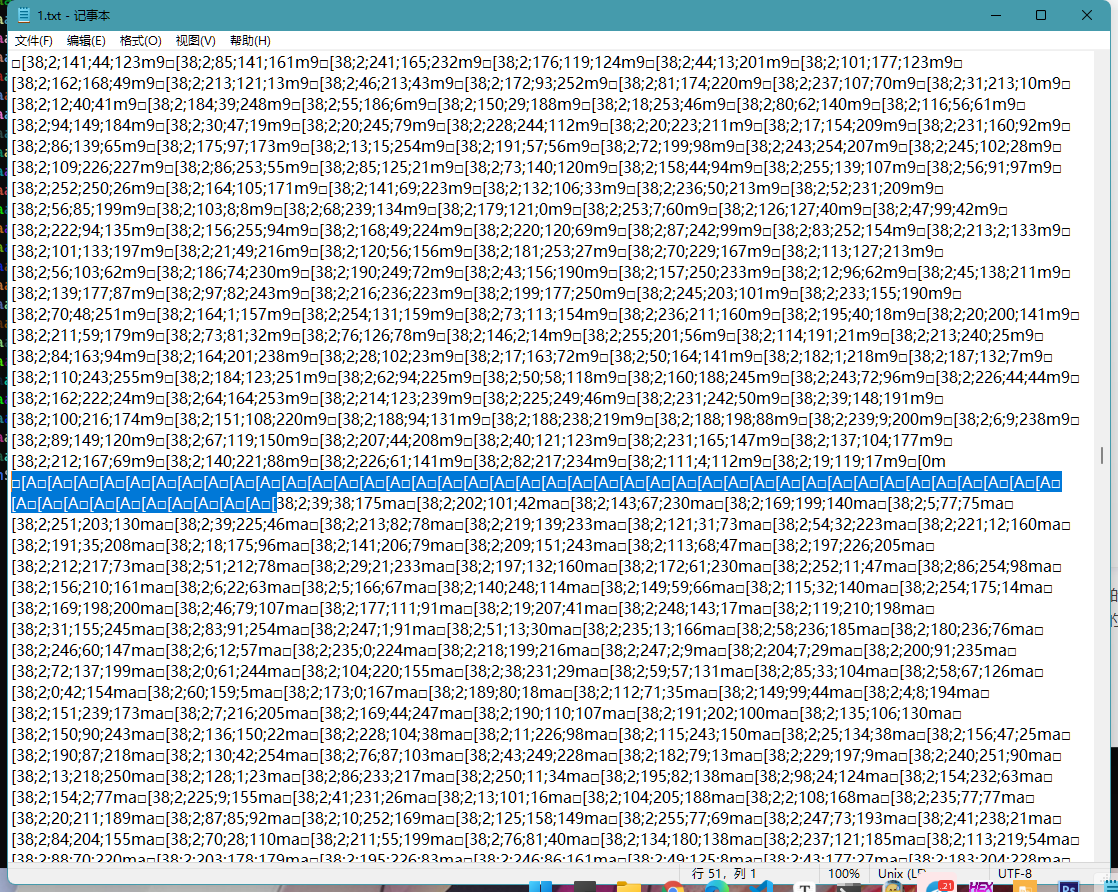 1.txt - 记事本
文件(F) 编辑(E) 格式(O) 视图(V) 帮助(H)
□[38;2;141;44;123m9□[38;2;85;141;161m9□[38;2;241;165;232m9□[38;2;176;119;124m9□[38;2;44;13;201m9□[38;2;101;177;123m9□
[38;2;162;168;49m9□[38;2;213;121;13m9□[38;2;46;213;43m9□[38;2;172;93;252m9□[38;2;81;174;220m9□[38;2;237;107;70m9□[38;2;31;213;10m9□
[38;2;12;40;41m9□[38;2;184;39;248m9□[38;2;55;186;6m9□[38;2;150;29;188m9□[38;2;18;253;46m9□[38;2;80;62;140m9□[38;2;116;56;61m9□
[38;2;94;149;184m9□[38;2;30;47;19m9□[38;2;20;245;79m9□[38;2;228;244;112m9□[38;2;20;223;211m9□[38;2;17;154;209m9□[38;2;231;160;92m9□
[38;2;86;139;65m9□[38;2;175;97;173m9□[38;2;13;15;254m9□[38;2;191;57;56m9□[38;2;72;199;98m9□[38;2;243;254;207m9□[38;2;245;102;28m9□
[38;2;109;226;227m9□[38;2;86;253;55m9□[38;2;85;125;21m9□[38;2;73;140;120m9□[38;2;158;44;94m9□[38;2;255;139;107m9□[38;2;56;91;97m9□
[38;2;252;250;26m9□[38;2;164;105;171m9□[38;2;141;69;223m9□[38;2;132;106;33m9□[38;2;236;50;213m9□[38;2;52;231;209m9□
[38;2;56;85;199m9□[38;2;103;8;8m9□[38;2;68;239;134m9□[38;2;179;121;0m9□[38;2;253;7;60m9□[38;2;126;127;40m9□[38;2;47;99;42m9□
[38;2;222;94;135m9□[38;2;156;255;94m9□[38;2;168;49;224m9□[38;2;220;120;69m9□[38;2;87;242;99m9□[38;2;83;252;154m9□[38;2;213;2;133m9□
[38;2;101;133;197m9□[38;2;21;49;216m9□[38;2;120;56;156m9□[38;2;181;253;27m9□[38;2;70;229;167m9□[38;2;113;127;213m9□
[38;2;56;103;62m9□[38;2;186;74;230m9□[38;2;190;249;72m9□[38;2;43;156;190m9□[38;2;157;250;233m9□[38;2;12;96;62m9□[38;2;45;138;211m9□
[38;2;139;177;87m9□[38;2;97;82;243m9□[38;2;216;236;223m9□[38;2;199;177;250m9□[38;2;245;203;101m9□[38;2;233;155;190m9□
[38;2;70;48;251m9□[38;2;164;1;157m9□[38;2;254;131;159m9□[38;2;73;113;154m9□[38;2;236;211;160m9□[38;2;195;40;18m9□[38;2;20;200;141m9□
[38;2;211;59;179m9□[38;2;73;81;32m9□[38;2;76;126;78m9□[38;2;146;2;14m9□[38;2;255;201;56m9□[38;2;114;191;21m9□[38;2;213;240;25m9□
[38;2;84;163;94m9□[38;2;164;201;238m9□[38;2;28;102;23m9□[38;2;17;163;72m9□[38;2;50;164;141m9□[38;2;182;1;218m9□[38;2;187;132;7m9□
[38;2;110;243;255m9□[38;2;184;123;251m9□[38;2;62;94;225m9□[38;2;50;58;118m9□[38;2;160;188;245m9□[38;2;243;72;96m9□[38;2;226;44;44m9□
[38;2;162;222;24m9□[38;2;64;164;253m9□[38;2;214;123;239m9□[38;2;225;249;46m9□[38;2;231;242;50m9□[38;2;39;148;191m9□
[38;2;100;216;174m9□[38;2;151;108;220m9□[38;2;188;94;131m9□[38;2;188;238;219m9□[38;2;188;198;88m9□[38;2;239;9;200m9□[38;2;6;9;238m9□
[38;2;89;149;120m9□[38;2;67;119;150m9□[38;2;207;44;208m9□[38;2;40;121;123m9□[38;2;231;165;147m9□[38;2;137;104;177m9□
[38;2;212;167;69m9□[38;2;140;221;88m9□[38;2;226;61;141m9□[38;2;82;217;234m9□[38;2;111;4;112m9□[38;2;19;119;17m9□[0m
□[A□[A□[A□[A□[A□[A□[A□[A□[A□[A□[A□[A□[A□[A□[A□[A□[A□[A□[A□[A□[A□[A□[A□[A□[A□[A□[A□[A□[A□[A□[A□[A□[A□[A□[A□[A□[A□[A□[A□[A□
[A□[A□[A□[A□[A□[A□[A□[A□[A□[A□[38;2;39;38;175ma□[38;2;202;101;42ma□[38;2;143;67;230ma□[38;2;169;199;140ma□[38;2;5;77;75ma□
[38;2;251;203;130ma□[38;2;39;225;46ma□[38;2;213;82;78ma□[38;2;219;139;233ma□[38;2;121;31;73ma□[38;2;54;32;223ma□[38;2;221;12;160ma□
[38;2;191;35;208ma□[38;2;18;175;96ma□[38;2;141;206;79ma□[38;2;209;151;243ma□[38;2;113;68;47ma□[38;2;197;226;205ma□
[38;2;212;217;73ma□[38;2;51;212;78ma□[38;2;29;21;233ma□[38;2;197;132;160ma□[38;2;172;61;230ma□[38;2;252;11;47ma□[38;2;86;254;98ma□
[38;2;156;210;161ma□[38;2;6;22;63ma□[38;2;5;166;67ma□[38;2;140;248;114ma□[38;2;149;59;66ma□[38;2;115;32;140ma□[38;2;254;175;14ma□
[38;2;169;198;200ma□[38;2;46;79;107ma□[38;2;177;111;91ma□[38;2;19;207;41ma□[38;2;248;143;17ma□[38;2;119;210;198ma□
[38;2;31;155;245ma□[38;2;83;91;254ma□[38;2;247;1;91ma□[38;2;51;13;30ma□[38;2;235;13;166ma□[38;2;58;236;185ma□[38;2;180;236;76ma□
[38;2;246;60;147ma□[38;2;6;12;57ma□[38;2;235;0;224ma□[38;2;218;199;216ma□[38;2;247;2;9ma□[38;2;204;7;29ma□[38;2;200;91;235ma□
[38;2;72;137;199ma□[38;2;0;61;244ma□[38;2;104;220;155ma□[38;2;38;231;29ma□[38;2;59;57;131ma□[38;2;85;33;104ma□[38;2;58;67;126ma□
[38;2;0;42;154ma□[38;2;60;159;5ma□[38;2;173;0;167ma□[38;2;189;80;18ma□[38;2;112;71;35ma□[38;2;149;99;44ma□[38;2;4;8;194ma□
[38;2;151;239;173ma□[38;2;7;216;205ma□[38;2;169;44;247ma□[38;2;190;110;107ma□[38;2;191;202;100ma□[38;2;135;106;130ma□
[38;2;150;90;243ma□[38;2;136;150;22ma□[38;2;228;104;38ma□[38;2;11;226;98ma□[38;2;115;243;150ma□[38;2;25;134;38ma□[38;2;156;47;25ma□
[38;2;190;87;218ma□[38;2;130;42;254ma□[38;2;76;87;103ma□[38;2;43;249;228ma□[38;2;182;79;13ma□[38;2;229;197;9ma□[38;2;240;251;90ma□
[38;2;13;218;250ma□[38;2;128;1;23ma□[38;2;86;233;217ma□[38;2;250;11;34ma□[38;2;195;82;138ma□[38;2;98;24;124ma□[38;2;154;232;63ma□
[38;2;154;2;77ma□[38;2;225;9;155ma□[38;2;41;231;26ma□[38;2;13;101;16ma□[38;2;104;205;188ma□[38;2;2;108;168ma□[38;2;235;77;77ma□
[38;2;20;211;189ma□[38;2;87;85;92ma□[38;2;10;252;169ma□[38;2;125;158;149ma□[38;2;255;77;69ma□[38;2;247;73;193ma□[38;2;41;238;21ma□
[38;2;84;204;155ma□[38;2;70;28;110ma□[38;2;211;55;199ma□[38;2;76;81;40ma□[38;2;134;180;138ma□[38;2;237;121;185ma□[38;2;113;219;54ma□
[38;2;88;70;220ma□[38;2;203;178;179ma□[38;2;195;226;83ma□[38;2;246;86;161ma□[38;2;49;125;8ma□[38;2;43;177;27ma□[38;2;203;204;228ma□
行 51，列 1 100% Unix (LF UTF-8